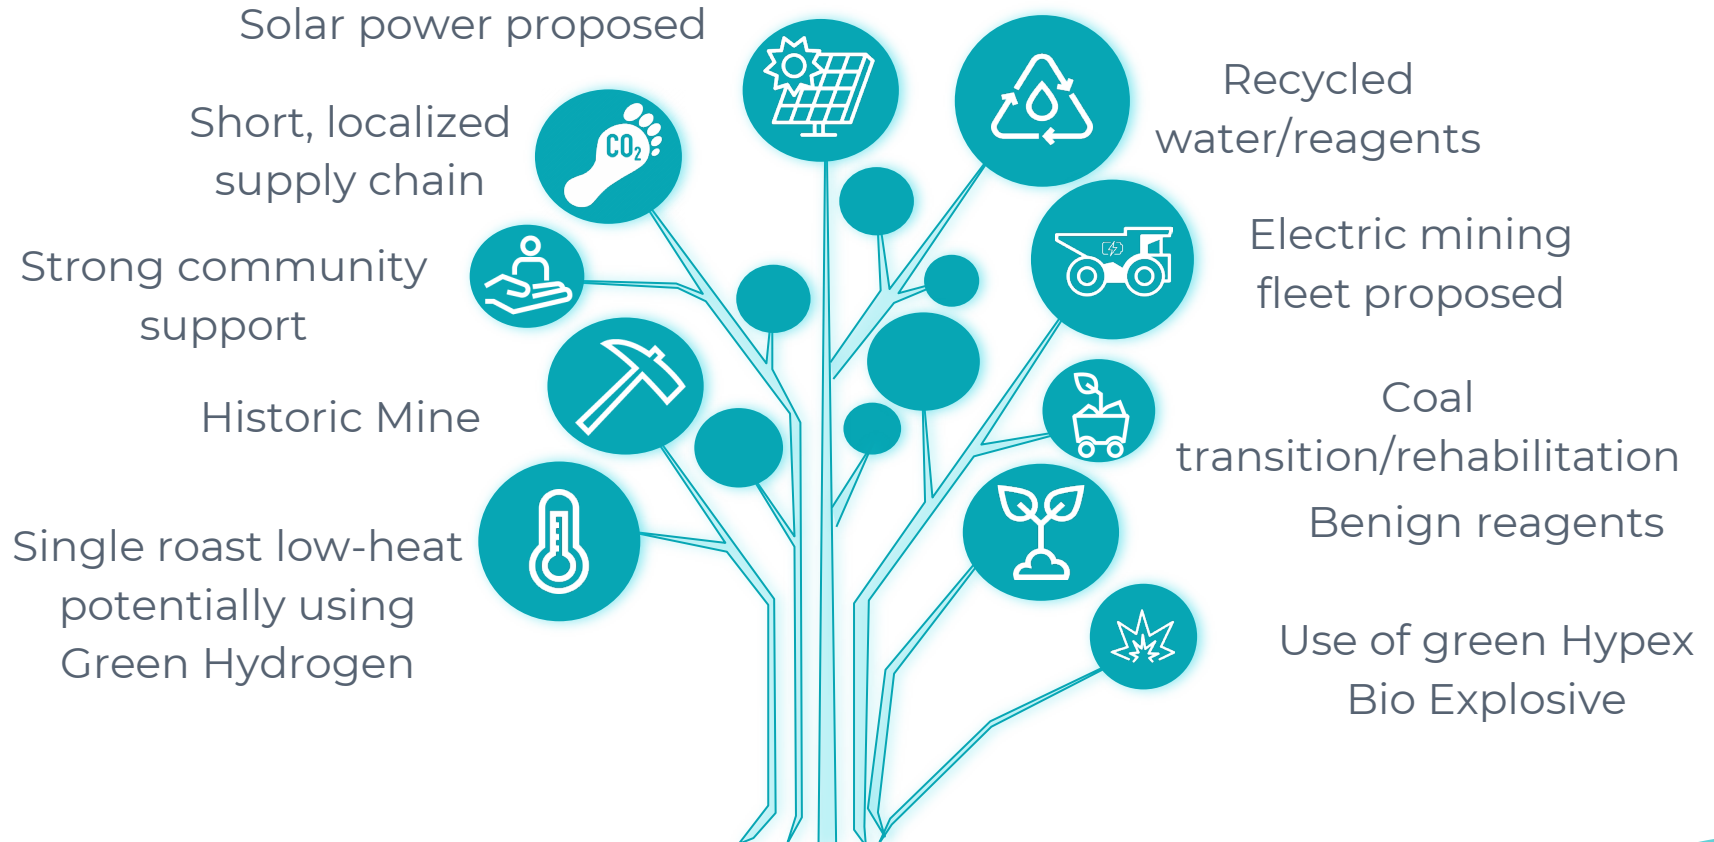 Solar power proposed
Short, localized
supply chain
CO2
Strong community
support
Historic Mine
Single roast low-heat
potentially using
Green Hydrogen
Recycled
water/reagents
Electric mining
fleet proposed
Coal
transition/rehabilitation
Benign reagents
Use of green Hypex
Bio Explosive